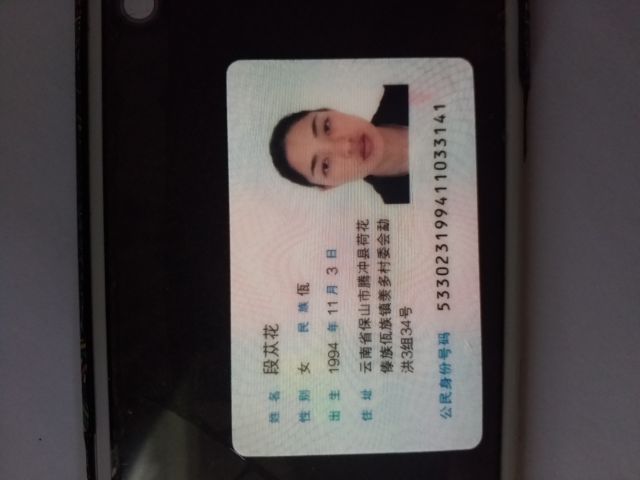 姓名 段苁花
性别 女 民族 佤
出生 1994 年 11 月 3 日
住址 云南省保山市腾冲县荷花
傣族佤族镇羡多村委会勐
洪3组34号
公民身份号码 533023199411033141